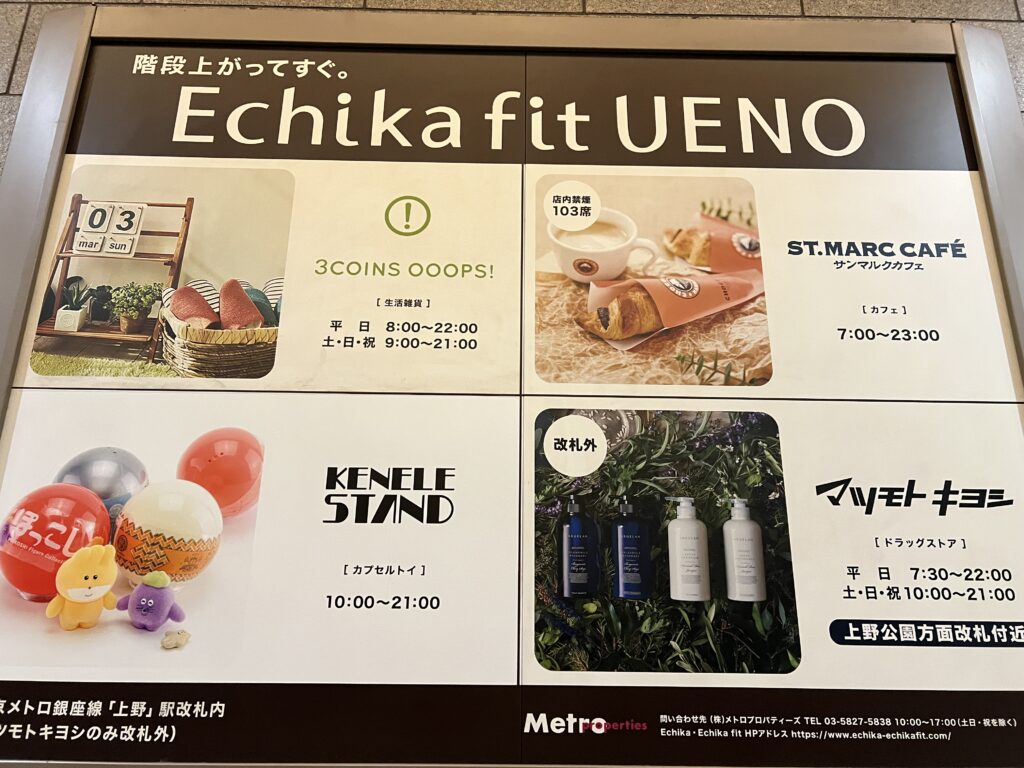 階段上がってすぐ。
Echika fit UENO
03
mar sun
3COINS OOOPS!
[ 生活雑貨 ]
平 日 8:00〜22:00
土・日・祝 9:00〜21:00
店内禁煙
103席
ST.MARC CAFÉ
サンマルクカフェ
[ カフェ ]
7:00〜23:00
ぽっこし
KENELE
STAND
[ カプセルトイ ]
10:00〜21:00
改札外
マツモトキヨシ
[ ドラッグストア ]
平 日 7:30〜22:00
土・日・祝 10:00〜21:00
上野公園方面改札付近
京メトロ銀座線「上野」駅改札内
ツモトキヨシのみ改札外)
Metro properties
問い合わせ先 (株)メトロプロパティーズ TEL 03-5827-5838 10:00〜17:00(土日・祝を除く)
Echika・Echika fit HPアドレス https://www.echika-echikafit.com/